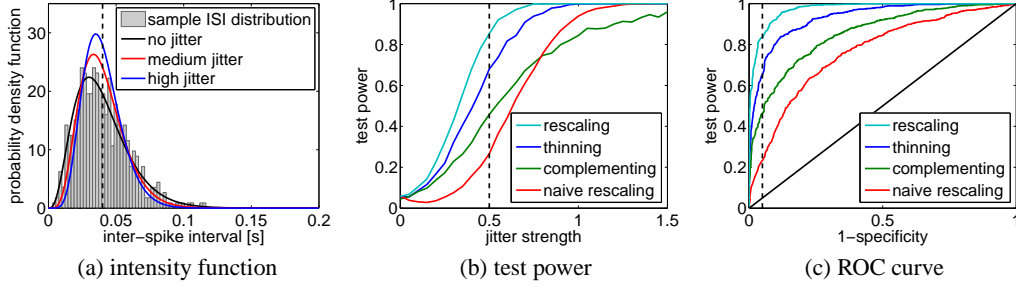 probability density function
30
20
10
0
0
0.05
0.1
0.15
0.2
inter-spike interval [s]
sample ISI distribution
no jitter
medium jitter
high jitter
(a) intensity function
test power
1
0.8
0.6
0.4
0.2
0
0
0.5
1
1.5
jitter strength
rescaling
thinning
complementing
naive rescaling
(b) test power
test power
1
0.8
0.6
0.4
0.2
0
0
0.5
1
1−specificity
rescaling
thinning
complementing
naive rescaling
(c) ROC curve